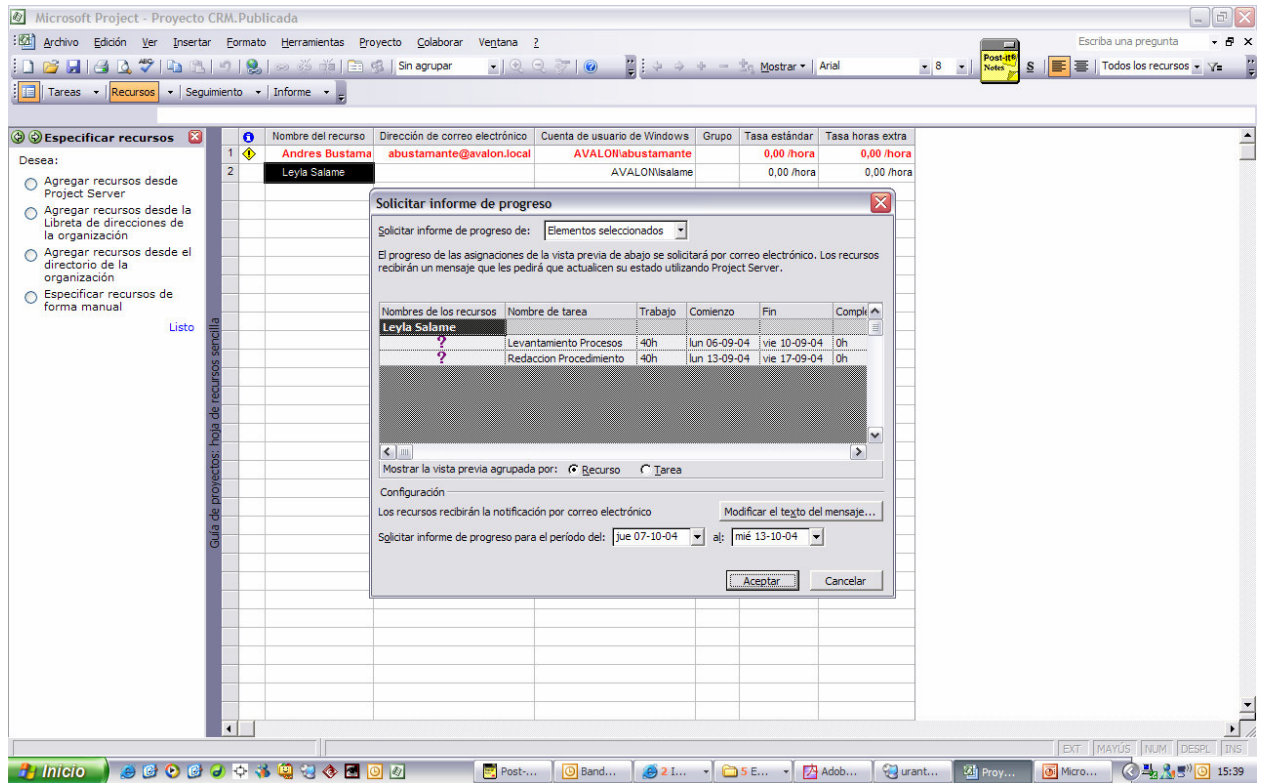 Microsoft Project - Proyecto CRM.Publicada
Archivo Edición Ver Insertar Formato Herramientas Proyecto Colaborar Ventana ?
Escriba una pregunta
Sin agrupar
Mostrar
Arial
8
Post-it® Notes
S
Todos los recursos
Y=
Tareas Recursos Seguimiento Informe
Especificar recursos
Desea:
Agregar recursos desde
Project Server
Agregar recursos desde la
Libreta de direcciones de
la organización
Agregar recursos desde el
directorio de la
organización
Especificar recursos de
forma manual
Listo
Guía de proyectos: hoja de recursos sencilla
Nombre del recurso Dirección de correo electrónico Cuenta de usuario de Windows Grupo Tasa estándar Tasa horas extra
1 Andres Bustama abustamante@avalon.local AVALON\abustamante 0,00 /hora 0,00 /hora
2 Leyla Salame AVALON\lsalame 0,00 /hora 0,00 /hora
Solicitar informe de progreso
Solicitar informe de progreso de: Elementos seleccionados
El progreso de las asignaciones de la vista previa de abajo se solicitará por correo electrónico. Los recursos
recibirán un mensaje que les pedirá que actualicen su estado utilizando Project Server.
Nombres de los recursos Nombre de tarea Trabajo Comienzo Fin Comple
Leyla Salame
? Levantamiento Procesos 40h lun 06-09-04 vie 10-09-04 0h
? Redaccion Procedimiento 40h lun 13-09-04 vie 17-09-04 0h
Mostrar la vista previa agrupada por: Recurso Tarea
Configuración
Los recursos recibirán la notificación por correo electrónico Modificar el texto del mensaje...
Solicitar informe de progreso para el período del: jue 07-10-04 al: mié 13-10-04
Aceptar Cancelar
EXT MAYÚS NUM DESPL INS
Inicio Post-... Band... 2 I... 5 E... Adob... urant... Proy... Micro... 15:39